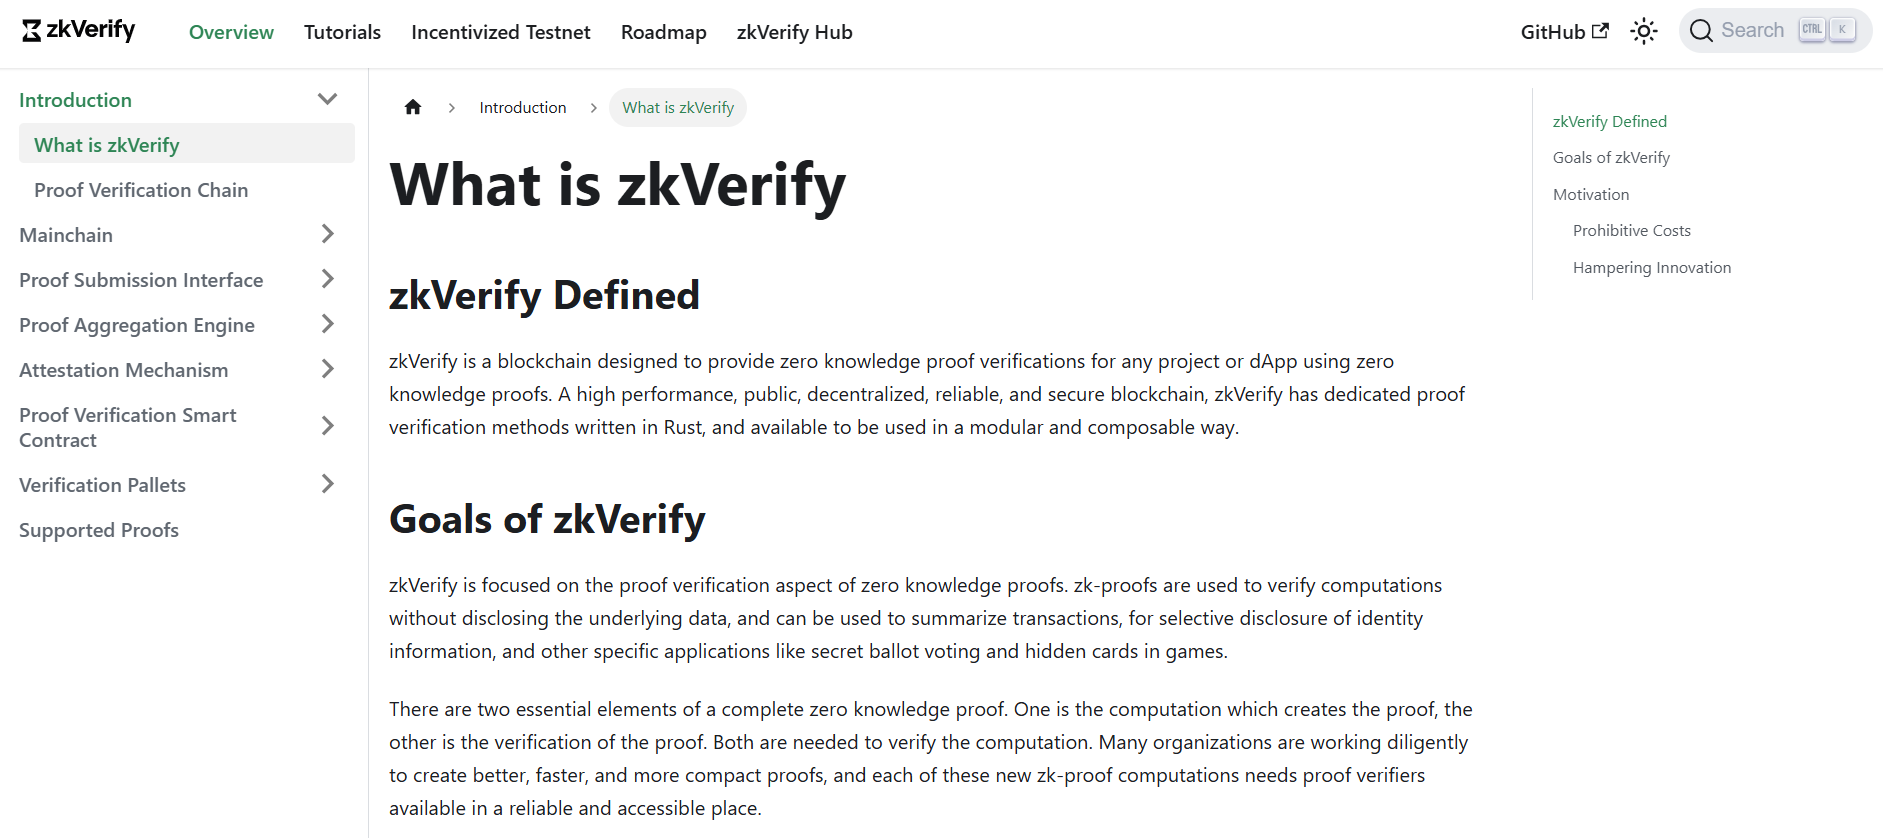 zkVerify
Overview
Tutorials
Incentivized Testnet
Roadmap
zkVerify Hub
GitHub
Search
CTRL
K
Introduction
What is zkVerify
Proof Verification Chain
Mainchain
Proof Submission Interface
Proof Aggregation Engine
Attestation Mechanism
Proof Verification Smart
Contract
Verification Pallets
Supported Proofs
Introduction
What is zkVerify
What is zkVerify
zkVerify Defined
zkVerify is a blockchain designed to provide zero knowledge proof verifications for any project or dApp using zero
knowledge proofs. A high performance, public, decentralized, reliable, and secure blockchain, zkVerify has dedicated proof
verification methods written in Rust, and available to be used in a modular and composable way.
Goals of zkVerify
zkVerify is focused on the proof verification aspect of zero knowledge proofs. zk-proofs are used to verify computations
without disclosing the underlying data, and can be used to summarize transactions, for selective disclosure of identity
information, and other specific applications like secret ballot voting and hidden cards in games.
There are two essential elements of a complete zero knowledge proof. One is the computation which creates the proof, the
other is the verification of the proof. Both are needed to verify the computation. Many organizations are working diligently
to create better, faster, and more compact proofs, and each of these new zk-proof computations needs proof verifiers
available in a reliable and accessible place.
zkVerify Defined
Goals of zkVerify
Motivation
Prohibitive Costs
Hampering Innovation